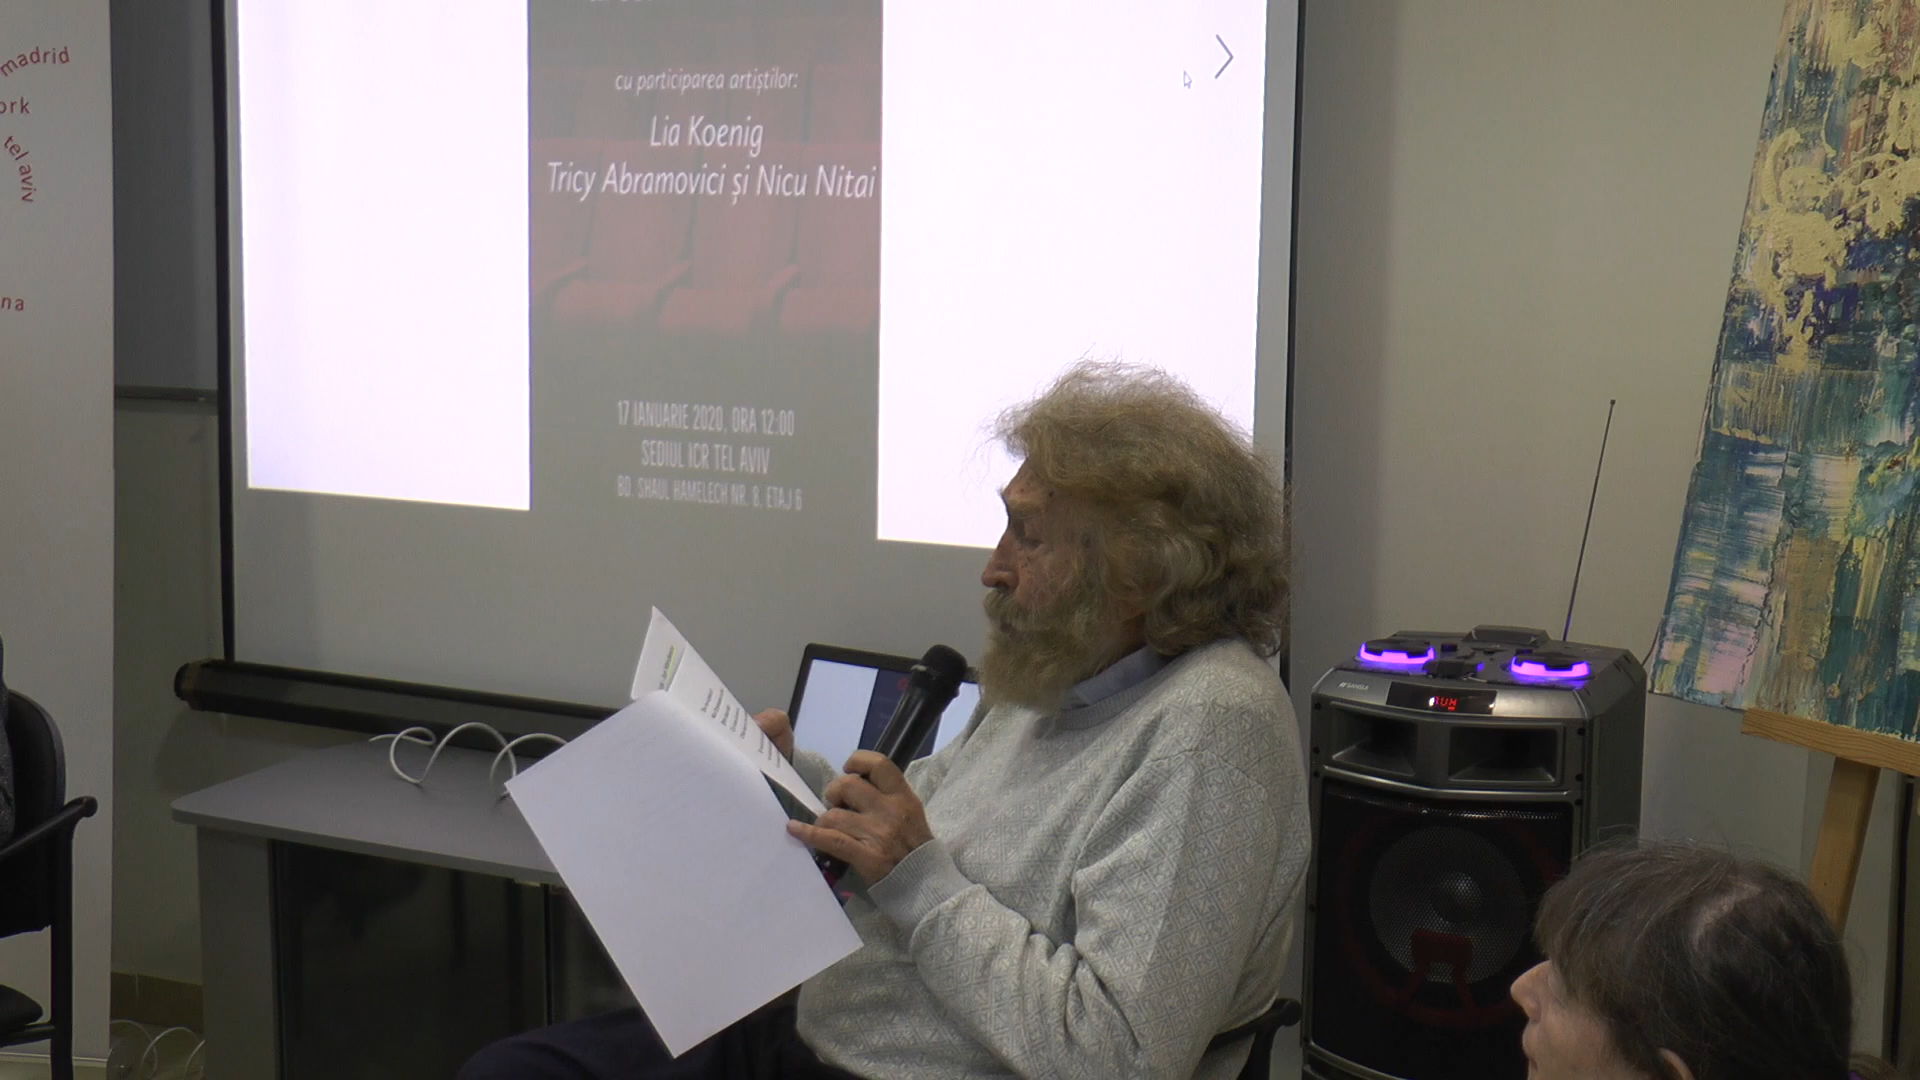 madrid
ork
tel aviv
na
cu participarea artiștilor:
Lia Koenig
Tricy Abramovici și Nicu Nitai
17 IANUARIE 2020, ORA 12:00
SEDIUL ICR TEL AVIV
BD. SHAUL HAMELECH NR. 8, ETAJ 6
SANSUI